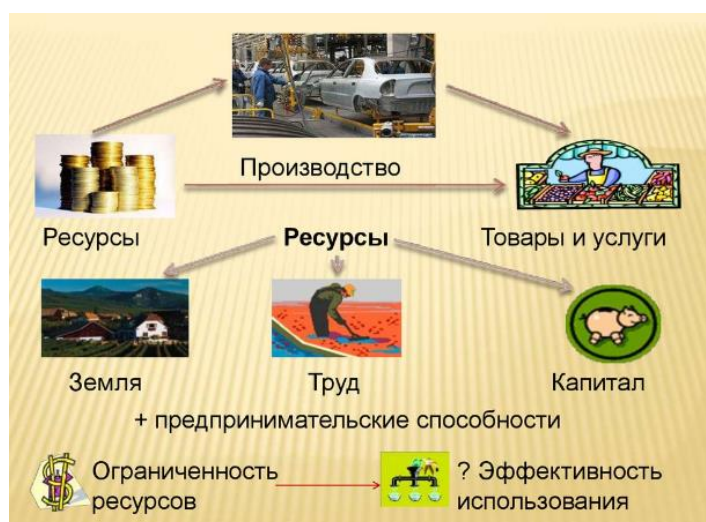 Производство
Ресурсы
Ресурсы
Товары и услуги
Земля
Труд
Капитал
+ предпринимательские способности
Ограниченность
ресурсов
? Эффективность
использования